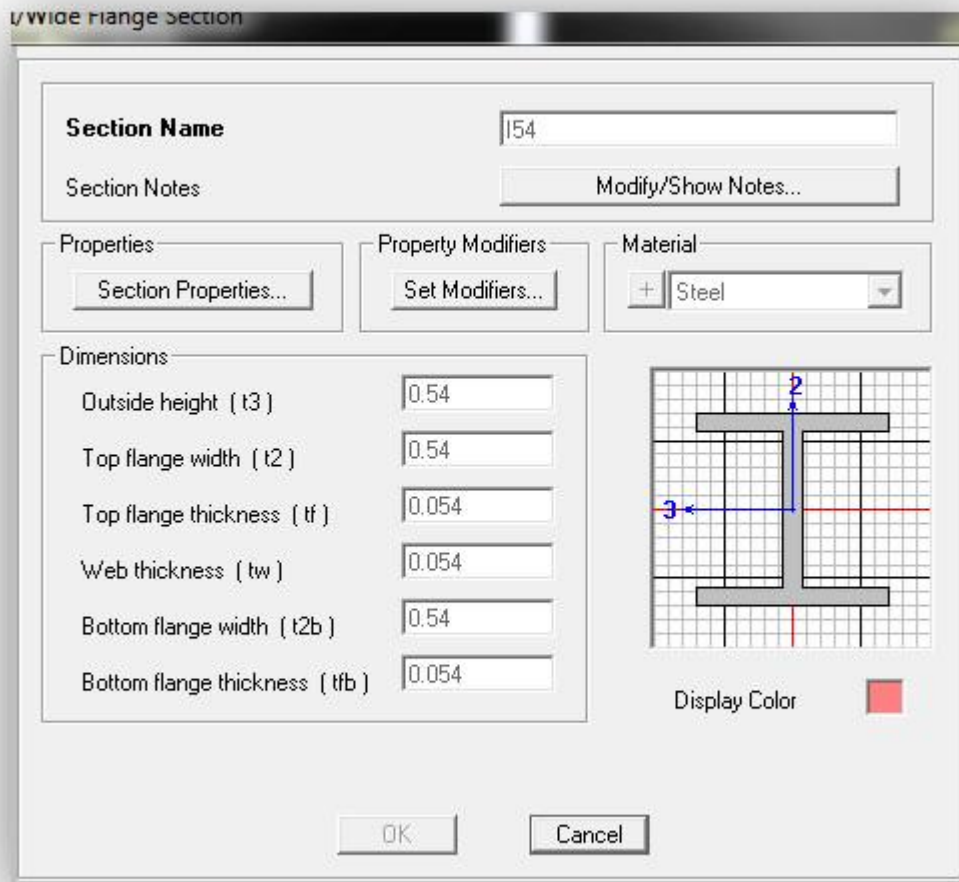 I/Wide Flange Section
Section Name I54
Section Notes Modify/Show Notes...
Properties Property Modifiers Material
Section Properties... Set Modifiers... + Steel
Dimensions
Outside height ( t3 ) 0.54
Top flange width ( t2 ) 0.54
Top flange thickness ( tf ) 0.054
Web thickness ( tw ) 0.054
Bottom flange width ( t2b ) 0.54
Bottom flange thickness ( tfb ) 0.054
2
3
Display Color
OK Cancel